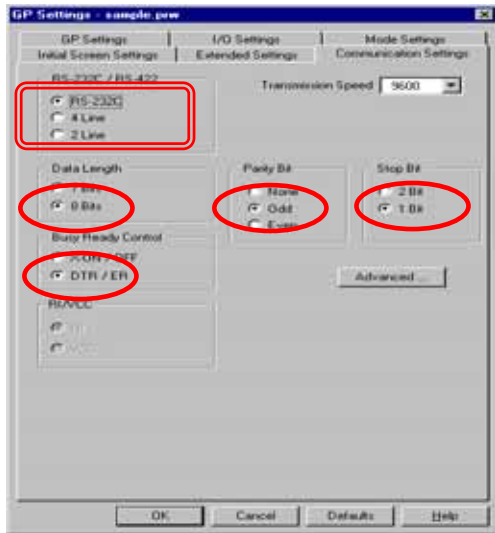 GP Settings - sample.prw
GP Settings
I/O Settings
Mode Settings
Initial Screen Settings
Extended Settings
Communication Settings
RS-232C / RS-422
RS-232C
4 Line
2 Line
Transmission Speed 9600
Data Length
7 Bits
8 Bits
Parity Bit
None
Odd
Even
Stop Bit
2 Bit
1 Bit
Busy Ready Control
XON / OFF
DTR / ER
Advanced ...
RI/VCC
OK
Cancel
Defaults
Help